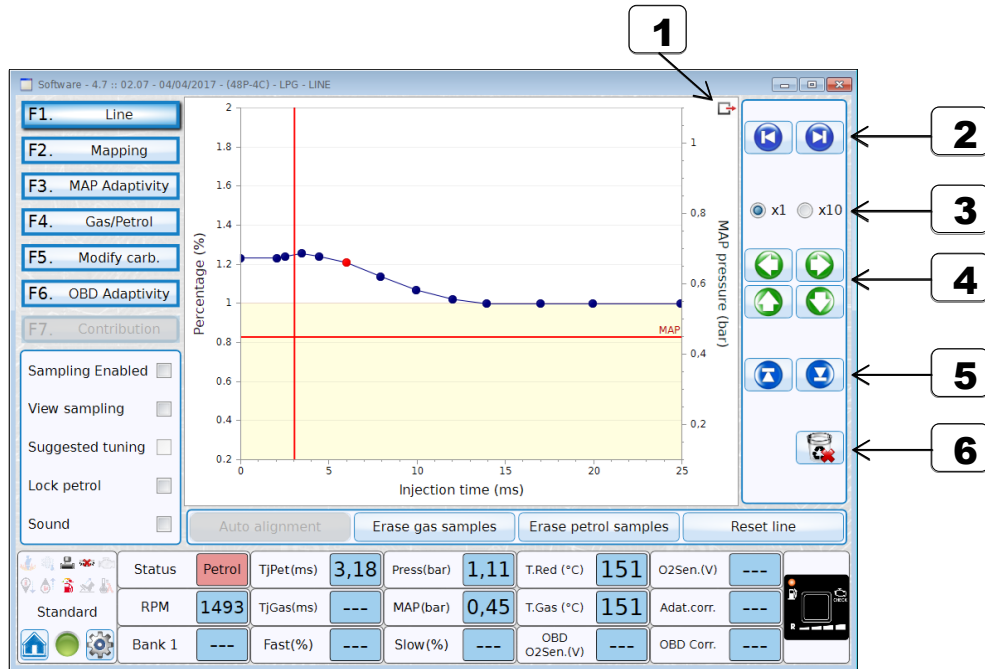 1
Software - 4.7 :: 02.07 - 04/04/2017 - (48P-4C) - LPG - LINE
F1. Line
F2. Mapping
F3. MAP Adaptivity
F4. Gas/Petrol
F5. Modify carb.
F6. OBD Adaptivity
F7. Contribution
Sampling Enabled
View sampling
Suggested tuning
Lock petrol
Sound
Percentage (%)
2
1.8
1.6
1.4
1.2
1
0.8
0.6
0.4
0.2
0 5 10 15 20 25
Injection time (ms)
MAP
1
0.8
0.6
0.4
0.2
MAP pressure (bar)
2
x1 x10
3
4
5
6
Auto alignment Erase gas samples Erase petrol samples Reset line
Standard
Status Petrol TjPet(ms) 3,18 Press(bar) 1,11 T.Red (°C) 151 O2Sen.(V) ---
RPM 1493 TjGas(ms) --- MAP(bar) 0,45 T.Gas (°C) 151 Adat.corr. ---
Bank 1 --- Fast(%) --- Slow(%) --- OBD O2Sen.(V) --- OBD Corr. ---
CHECK
R